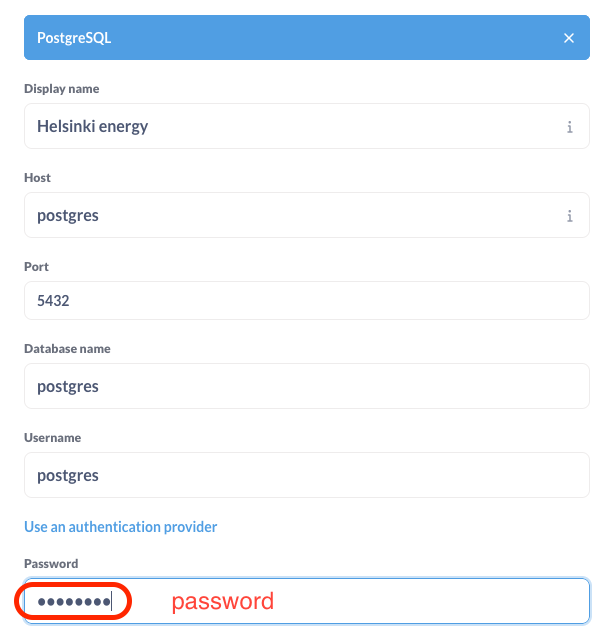 PostgreSQL
Display name
Helsinki energy
Host
postgres
Port
5432
Database name
postgres
Username
postgres
Use an authentication provider
Password
●●●●●●●● password